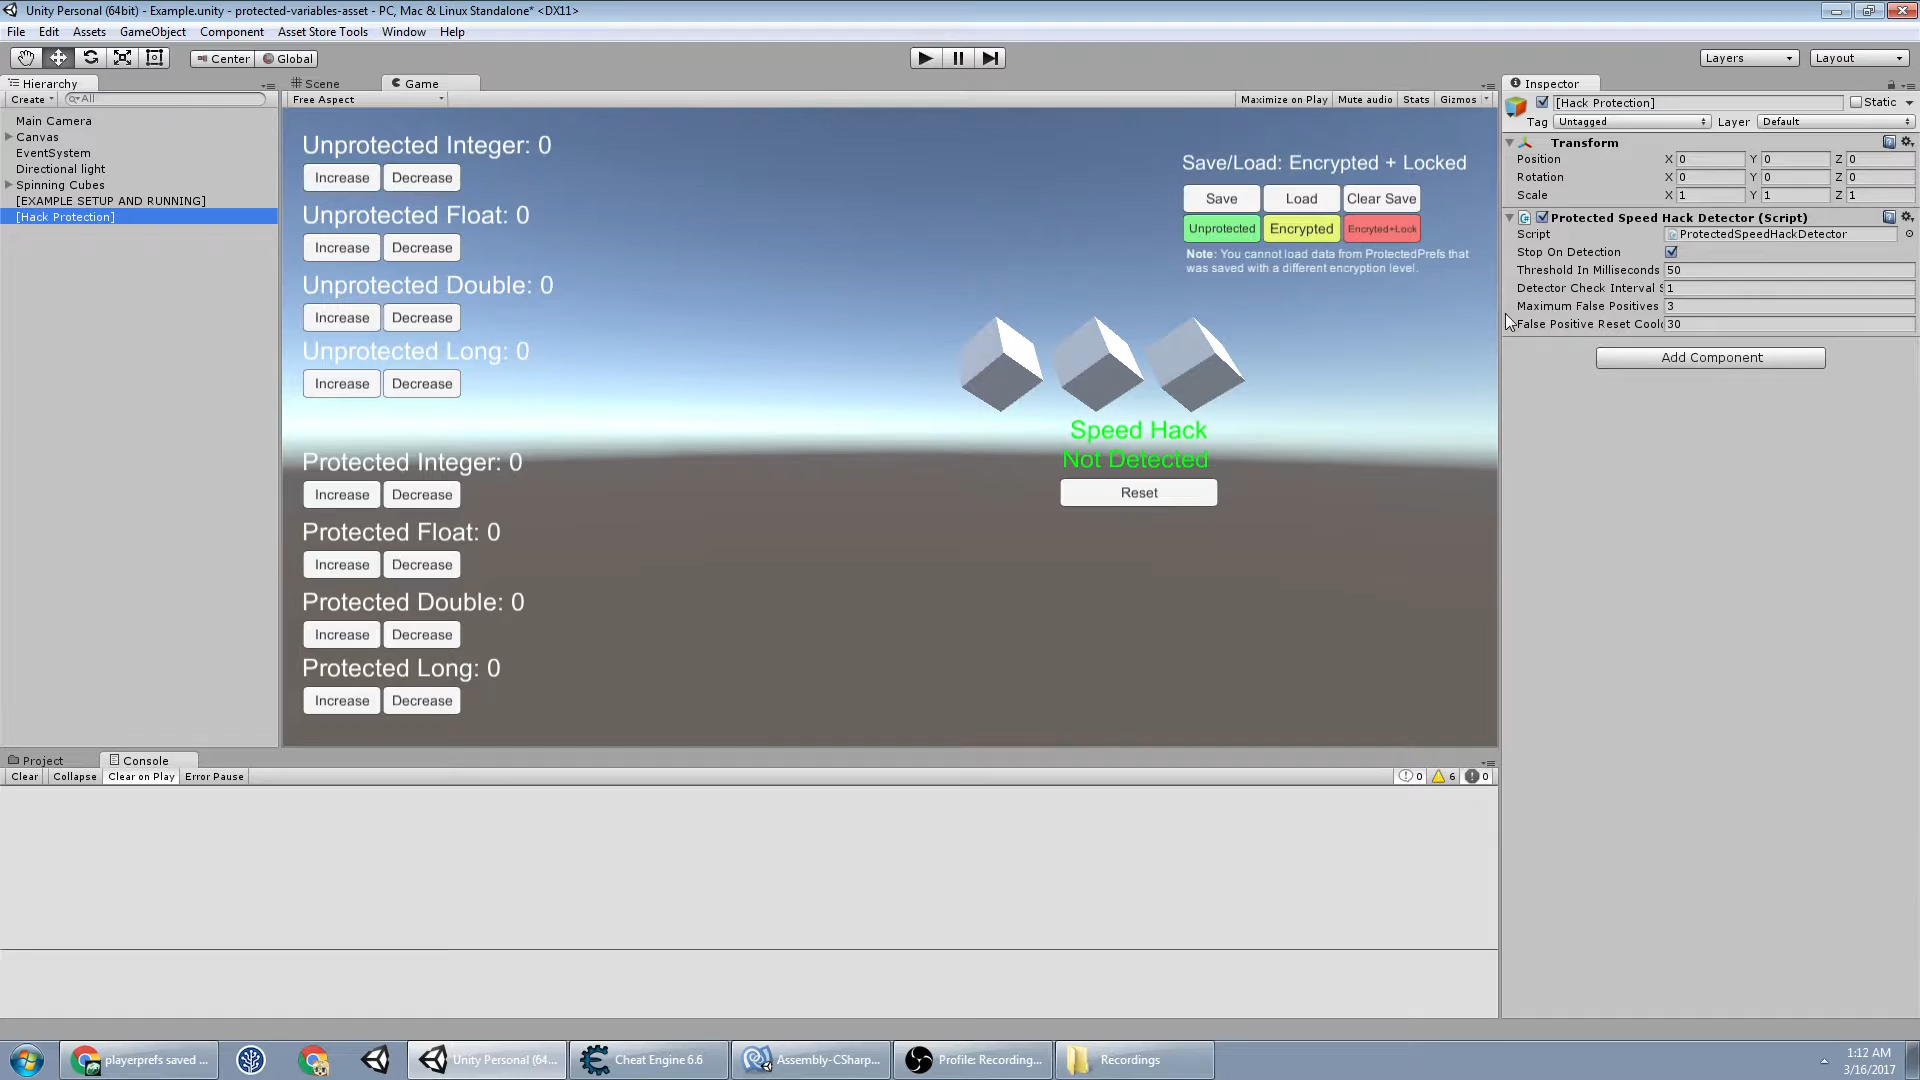 Unity Personal (64bit) - Example.unity - protected-variables-asset - PC, Mac & Linux Standalone* <DX11>
File Edit Assets GameObject Component Asset Store Tools Window Help
Center Global Layers Layout
Hierarchy
Create All
Main Camera
Canvas
EventSystem
Directional light
Spinning Cubes
[EXAMPLE SETUP AND RUNNING]
[Hack Protection]
Scene Game
Free Aspect Maximize on Play Mute audio Stats Gizmos
Unprotected Integer: 0
Increase Decrease
Unprotected Float: 0
Increase Decrease
Unprotected Double: 0
Increase Decrease
Unprotected Long: 0
Increase Decrease
Protected Integer: 0
Increase Decrease
Protected Float: 0
Increase Decrease
Protected Double: 0
Increase Decrease
Protected Long: 0
Increase Decrease
Save/Load: Encrypted + Locked
Save Load Clear Save
Unprotected Encrypted Encryted+Lock
Note: You cannot load data from ProtectedPrefs that
was saved with a different encryption level.
Speed Hack
Not Detected
Reset
Inspector
[Hack Protection] Static
Tag Untagged Layer Default
Transform
Position X 0 Y 0 Z 0
Rotation X 0 Y 0 Z 0
Scale X 1 Y 1 Z 1
Protected Speed Hack Detector (Script)
Script ProtectedSpeedHackDetector
Stop On Detection
Threshold In Milliseconds 50
Detector Check Interval S 1
Maximum False Positives 3
False Positive Reset Coolc 30
Add Component
Project Console
Clear Collapse Clear on Play Error Pause 0 6 0
playerprefs saved ... Unity Personal (64... Cheat Engine 6.6 Assembly-CSharp... Profile: Recording... Recordings
1:12 AM
3/16/2017